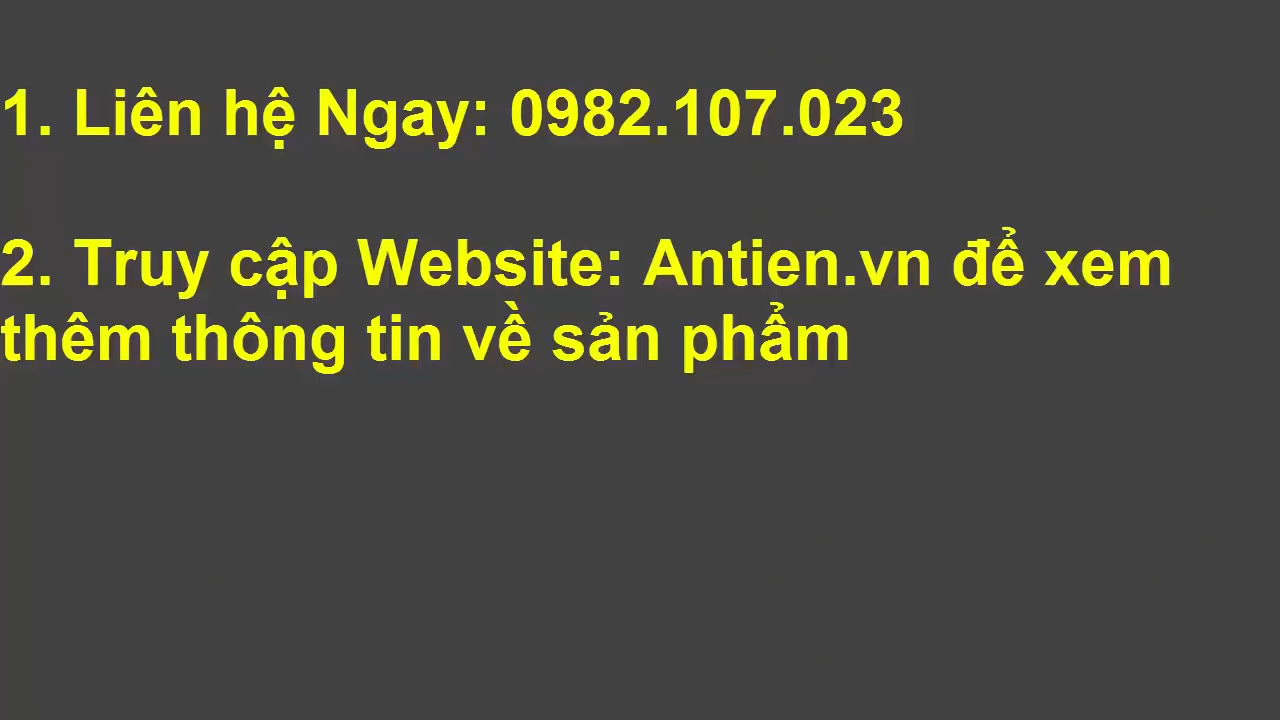 1. Liên hệ Ngay: 0982.107.023
2. Truy cập Website: Antien.vn để xem
thêm thông tin về sản phẩm